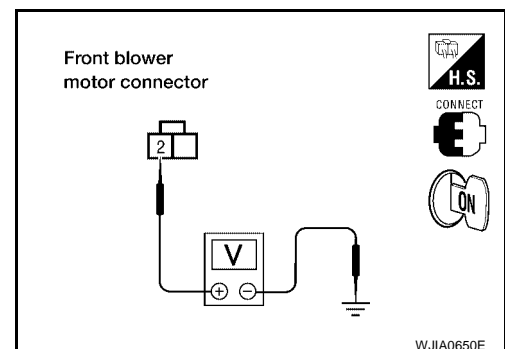 Front blower
motor connector
H.S.
CONNECT
2
ON
V
+ −
WJIA0650E